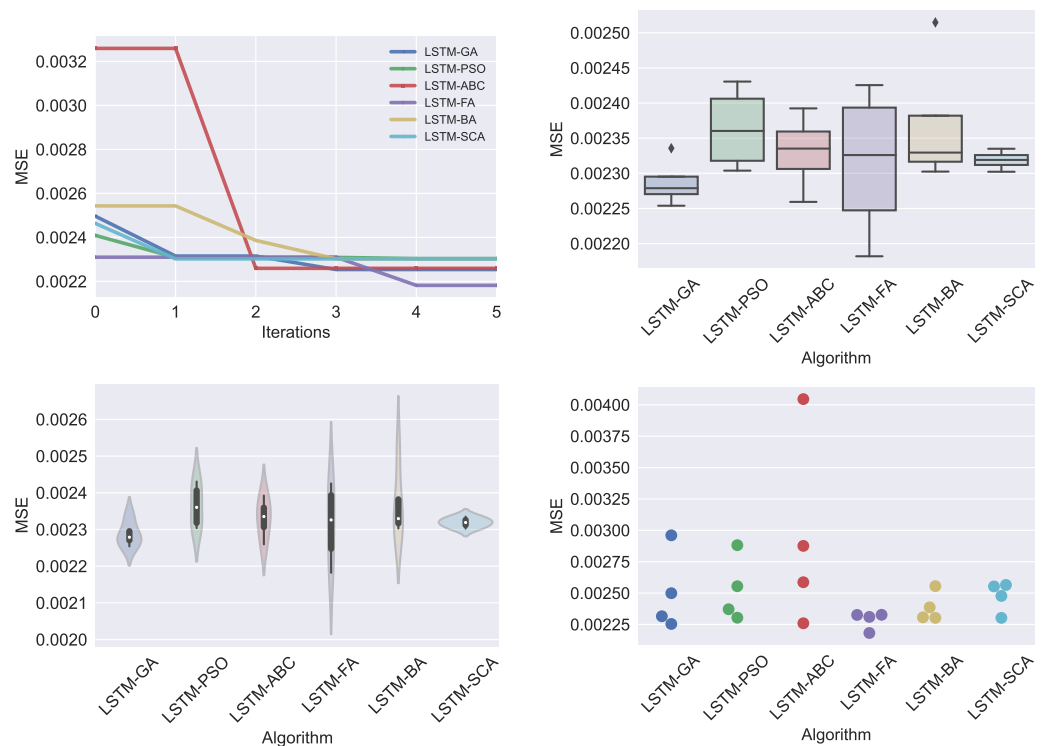 0.0032
0.0030
0.0028
0.0026
0.0024
0.0022
MSE
LSTM-GA
LSTM-PSO
LSTM-ABC
LSTM-FA
LSTM-BA
LSTM-SCA
0 1 2 3 4 5
Iterations
0.00250
0.00245
0.00240
0.00235
0.00230
0.00225
0.00220
MSE
LSTM-GA LSTM-PSO LSTM-ABC LSTM-FA LSTM-BA LSTM-SCA
Algorithm
0.0026
0.0025
0.0024
0.0023
0.0022
0.0021
0.0020
MSE
LSTM-GA LSTM-PSO LSTM-ABC LSTM-FA LSTM-BA LSTM-SCA
Algorithm
0.00400
0.00375
0.00350
0.00325
0.00300
0.00275
0.00250
0.00225
MSE
LSTM-GA LSTM-PSO LSTM-ABC LSTM-FA LSTM-BA LSTM-SCA
Algorithm